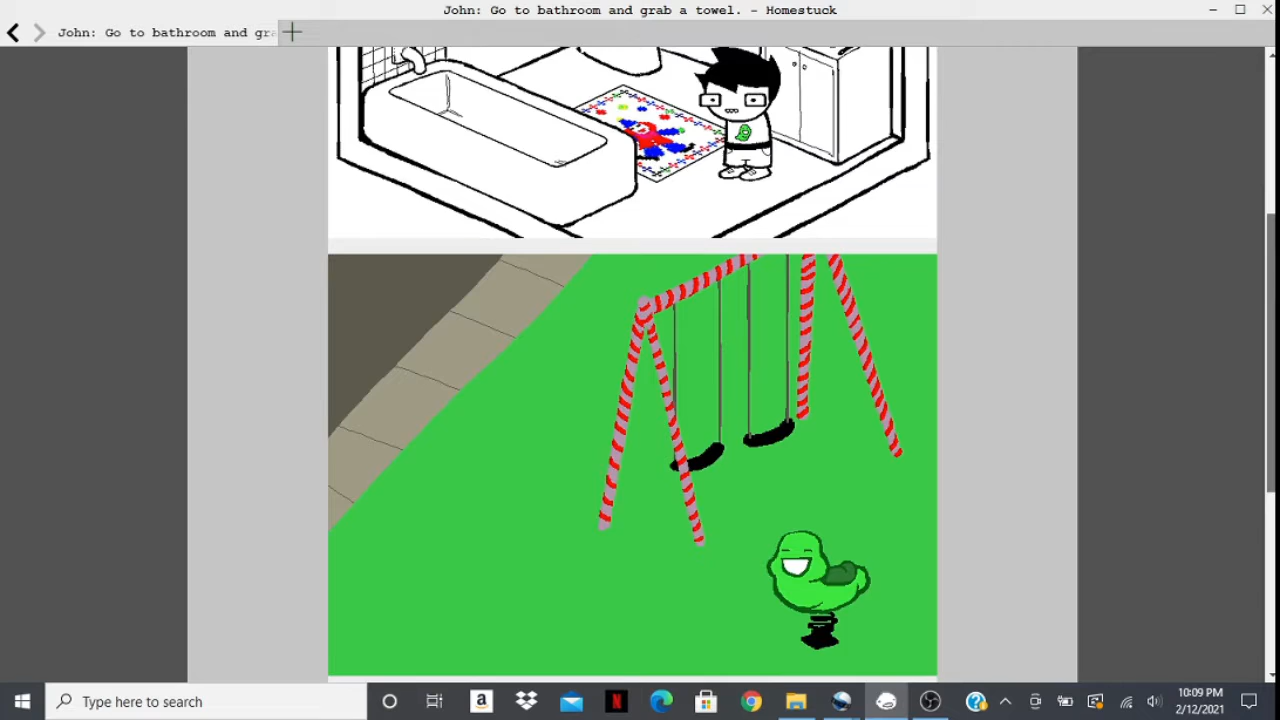 John: Go to bathroom and grab a towel. - Homestuck
John: Go to bathroom and gra
Type here to search
10:09 PM
2/12/2021